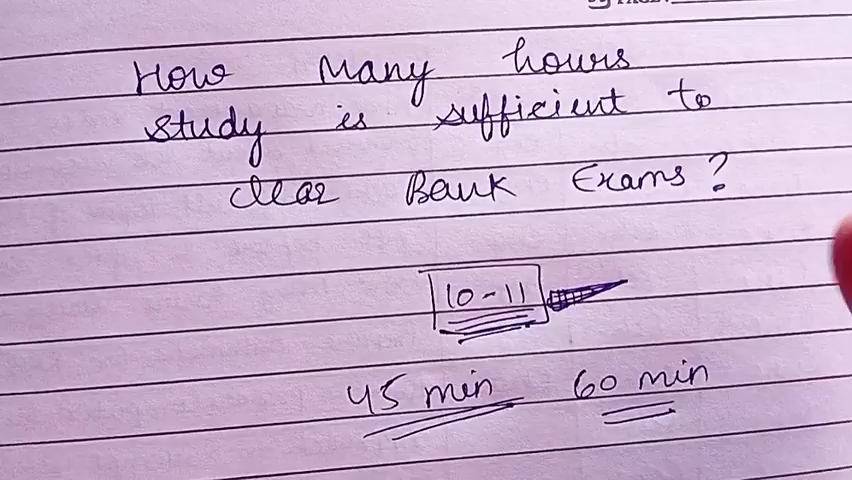 How Many hours
study is sufficient to
clear Bank Exams?
10-11
45 min 60 min